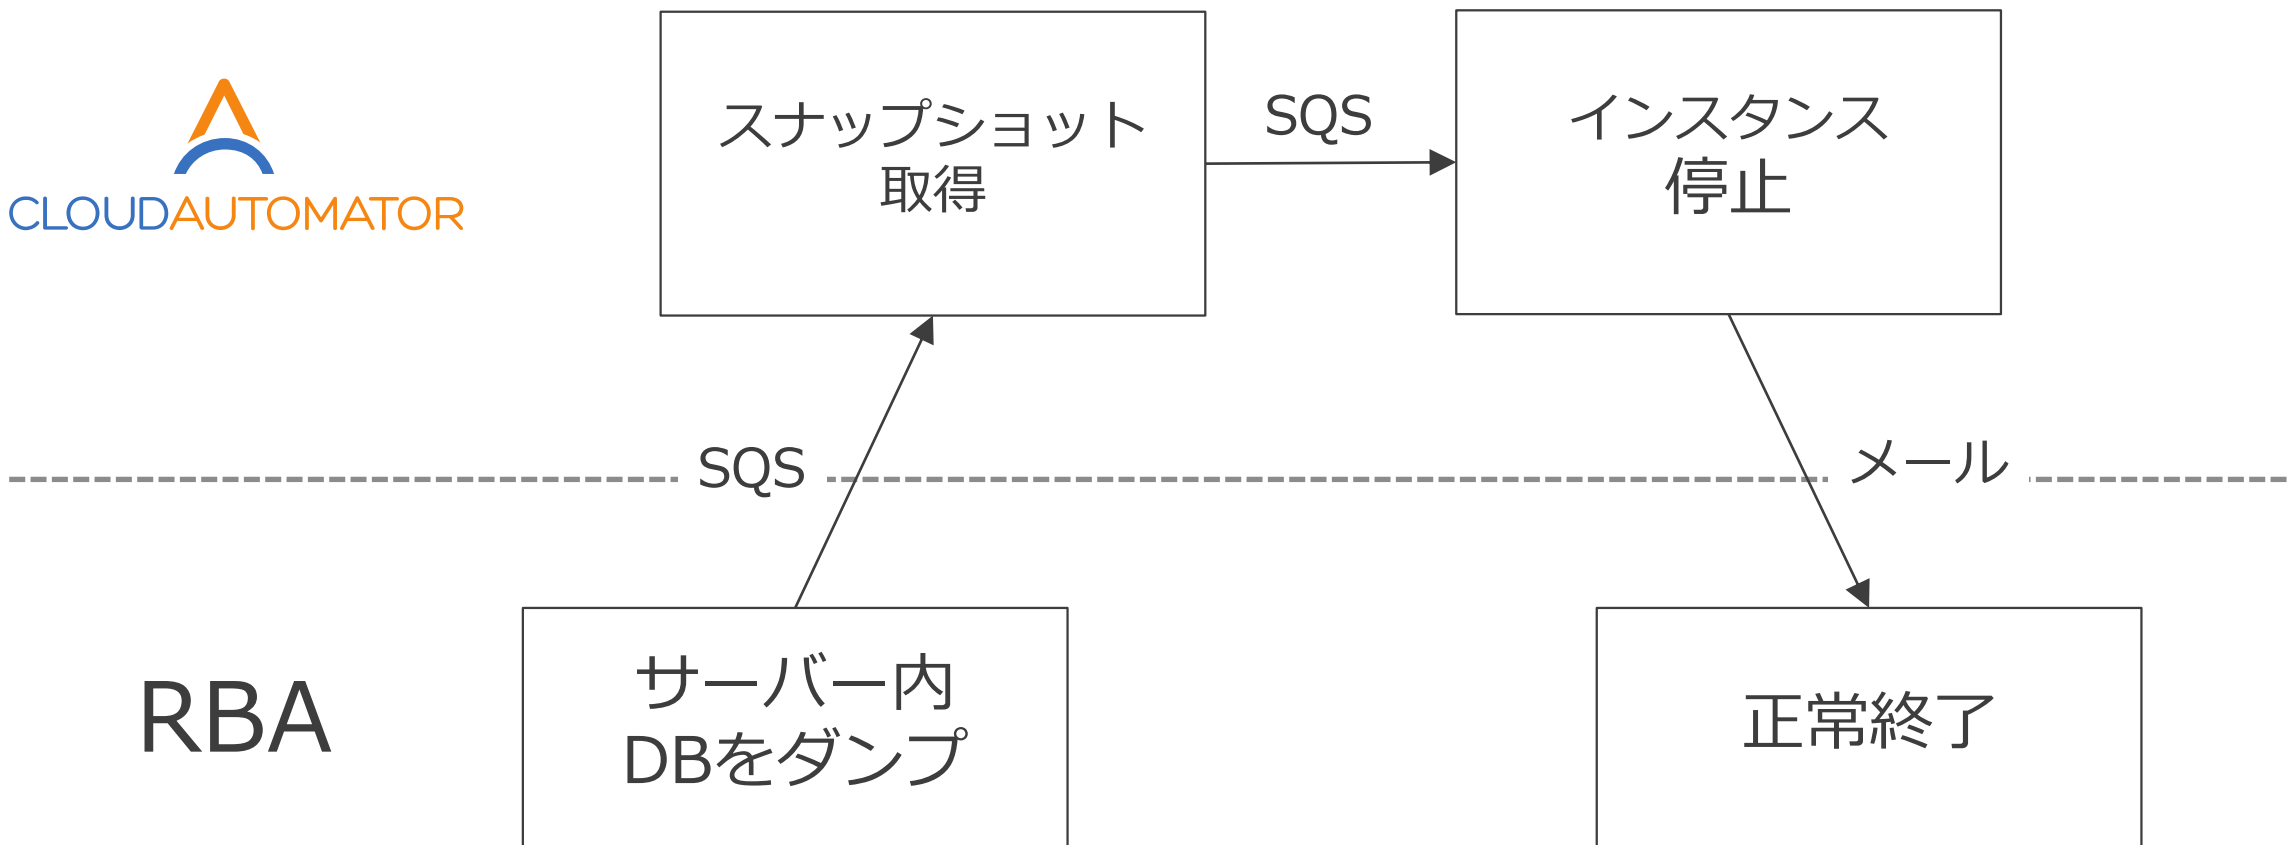 スナップショット
取得
SQS
インスタンス
停止
CLOUDAUTOMATOR
SQS
メール
RBA
サーバー内
DBをダンプ
正常終了